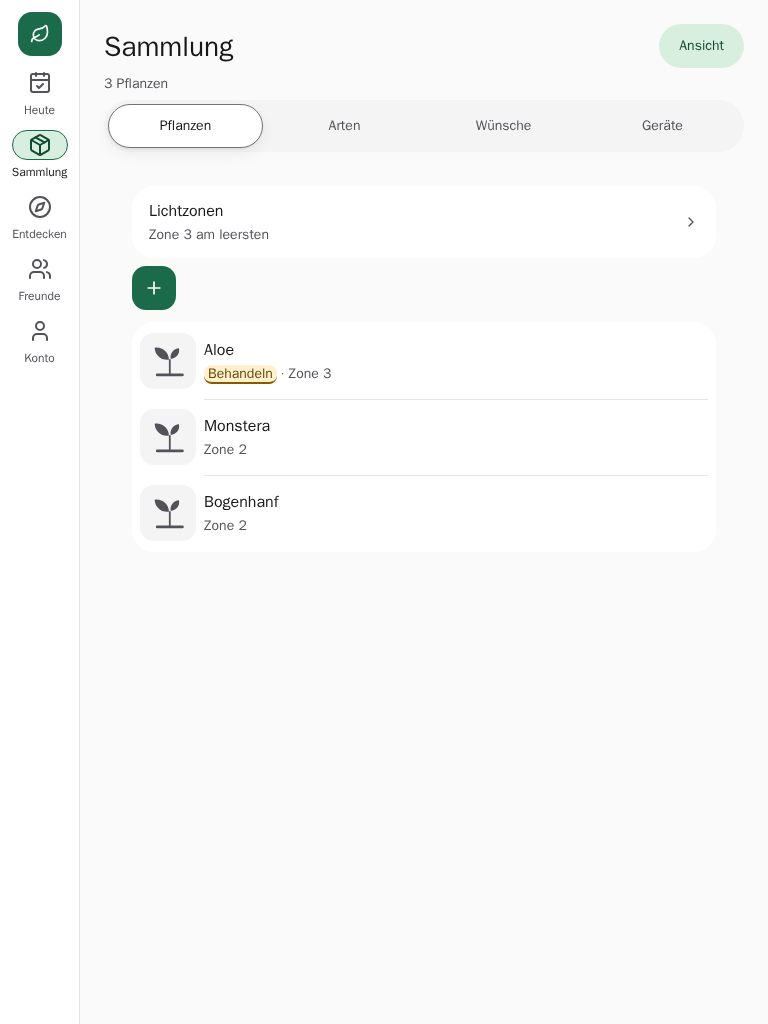 Heute
Sammlung
Entdecken
Freunde
Konto
Sammlung
Ansicht
3 Pflanzen
Pflanzen
Arten
Wünsche
Geräte
Lichtzonen
Zone 3 am leersten
Aloe
Behandeln · Zone 3
Monstera
Zone 2
Bogenhanf
Zone 2